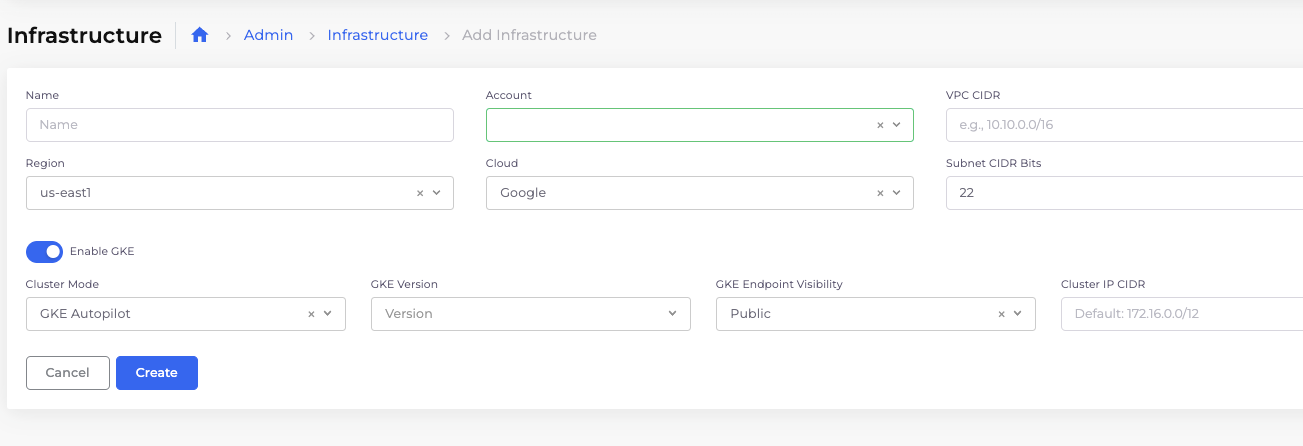 Infrastructure > Admin > Infrastructure > Add Infrastructure
Name Account VPC CIDR
Name × e.g., 10.10.0.0/16
Region Cloud Subnet CIDR Bits
us-east1 × Google × 22
Enable GKE
Cluster Mode GKE Version GKE Endpoint Visibility Cluster IP CIDR
GKE Autopilot × Version Public × Default: 172.16.0.0/12
Cancel Create